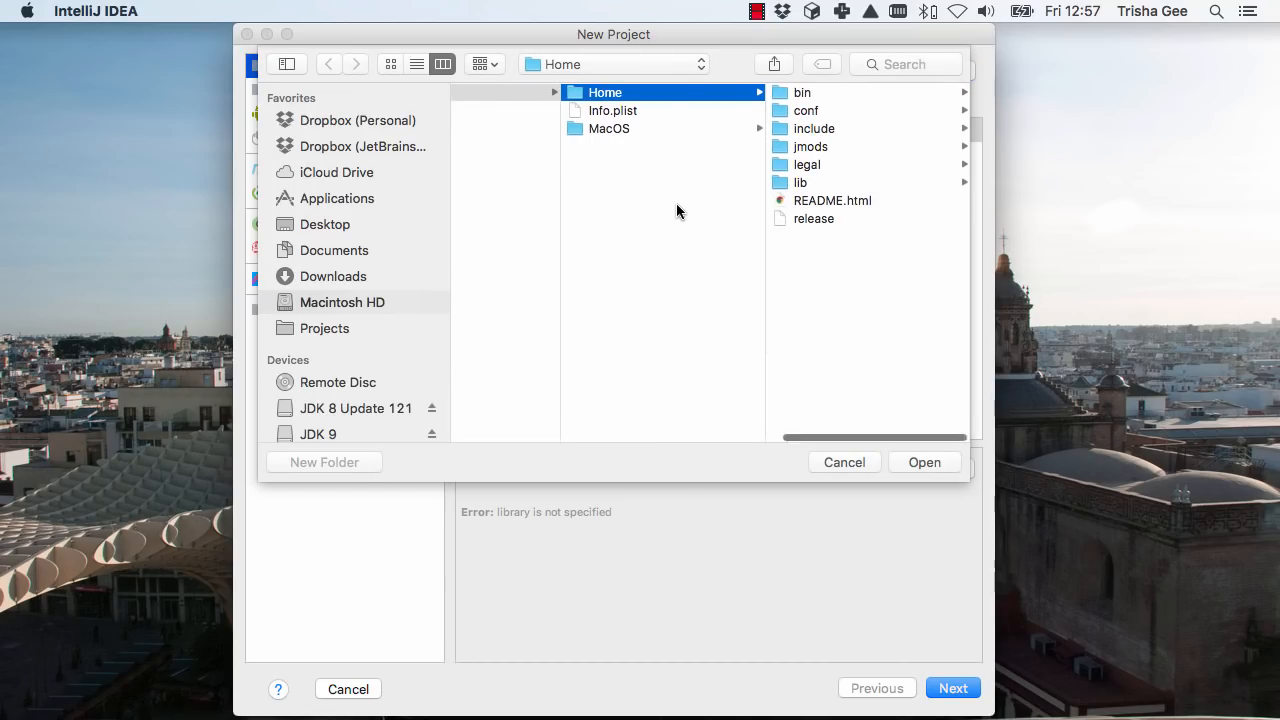 IntelliJ IDEA
Fri 12:57 Trisha Gee
New Project
Home
Search
Favorites
Dropbox (Personal)
Dropbox (JetBrains...
iCloud Drive
Applications
Desktop
Documents
Downloads
Macintosh HD
Projects
Devices
Remote Disc
JDK 8 Update 121
JDK 9
Home
Info.plist
MacOS
bin
conf
include
jmods
legal
lib
README.html
release
New Folder
Cancel
Open
Error: library is not specified
?
Cancel
Previous
Next